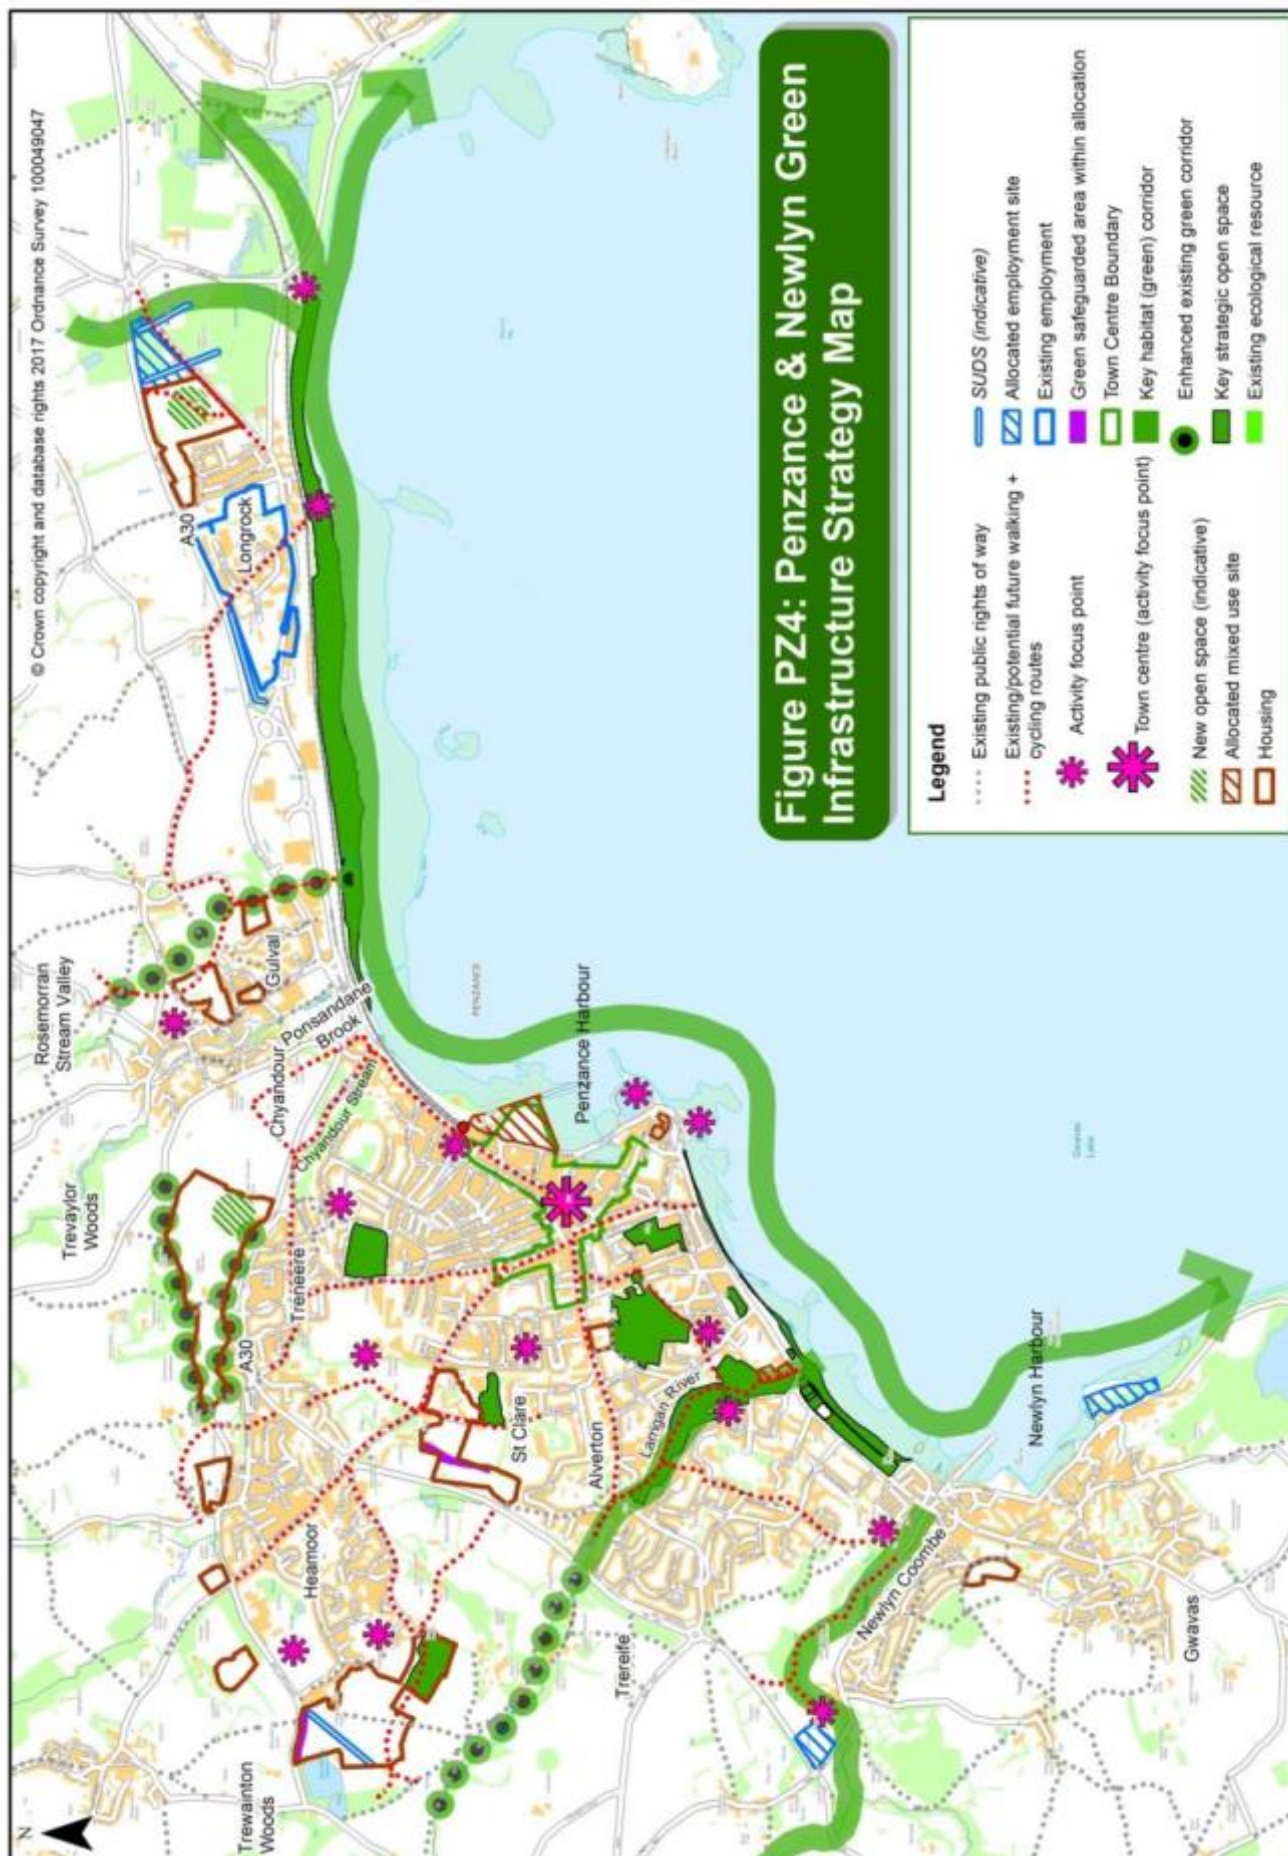 © Crown copyright and database rights 2017 Ordnance Survey 100049047
Figure PZ4: Penzance & Newlyn Green
Infrastructure Strategy Map
Legend
Existing public rights of way
Existing/potential future walking +
cycling routes
Activity focus point
Town centre (activity focus point)
New open space (indicative)
Allocated mixed use site
Housing
SUDS (indicative)
Allocated employment site
Existing employment
Green safeguarded area within allocation
Town Centre Boundary
Key habitat (green) corridor
Enhanced existing green corridor
Key strategic open space
Existing ecological resource
N
Trewainton
Woods
Heamoor
A30
Trevaylor
Woods
Treneere
Chyandour
Chyandour Stream
Rosemorran
Stream Valley
Ponsandane
Brook
Gulval
A30
Longrock
St Clare
Alverton
Larrigan River
Trereife
Newlyn Coombe
Gwavas
Newlyn Harbour
Penzance Harbour
PENZANCE
Gwavas
Lake